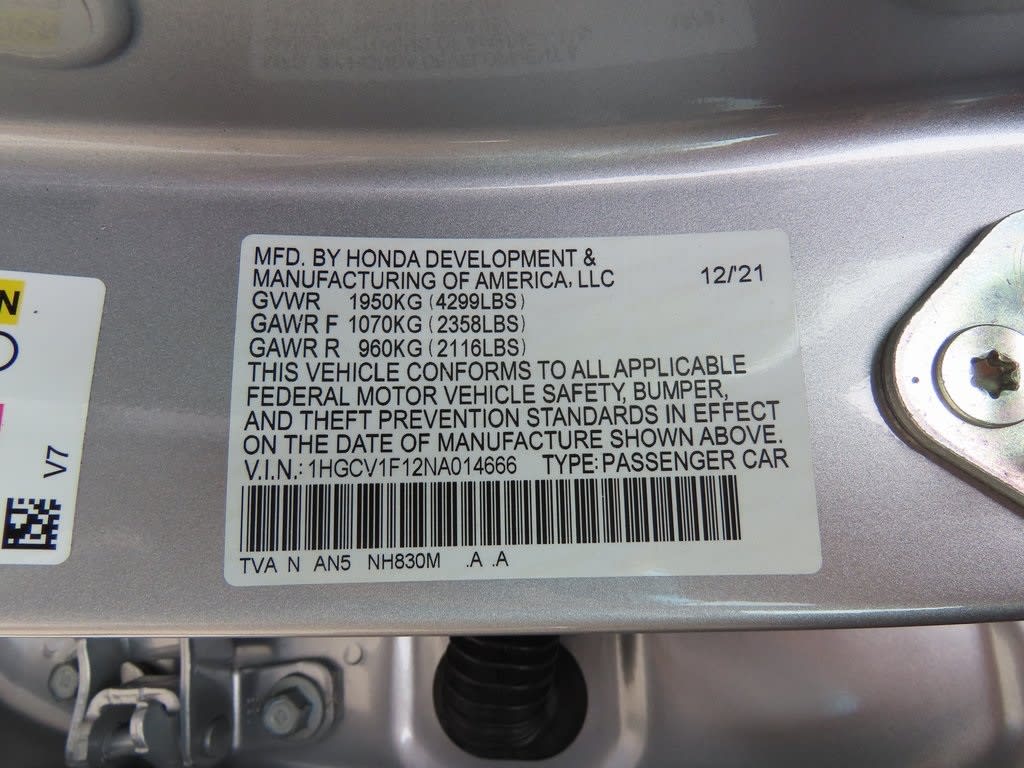 MFD. BY HONDA DEVELOPMENT &
MANUFACTURING OF AMERICA, LLC 12/'21
GVWR 1950KG (4299LBS)
GAWR F 1070KG (2358LBS)
GAWR R 960KG (2116LBS)
THIS VEHICLE CONFORMS TO ALL APPLICABLE
FEDERAL MOTOR VEHICLE SAFETY, BUMPER,
AND THEFT PREVENTION STANDARDS IN EFFECT
ON THE DATE OF MANUFACTURE SHOWN ABOVE.
V.I.N.: 1HGCV1F12NA014666 TYPE: PASSENGER CAR
TVA N AN5 NH830M .A .A
N
V7